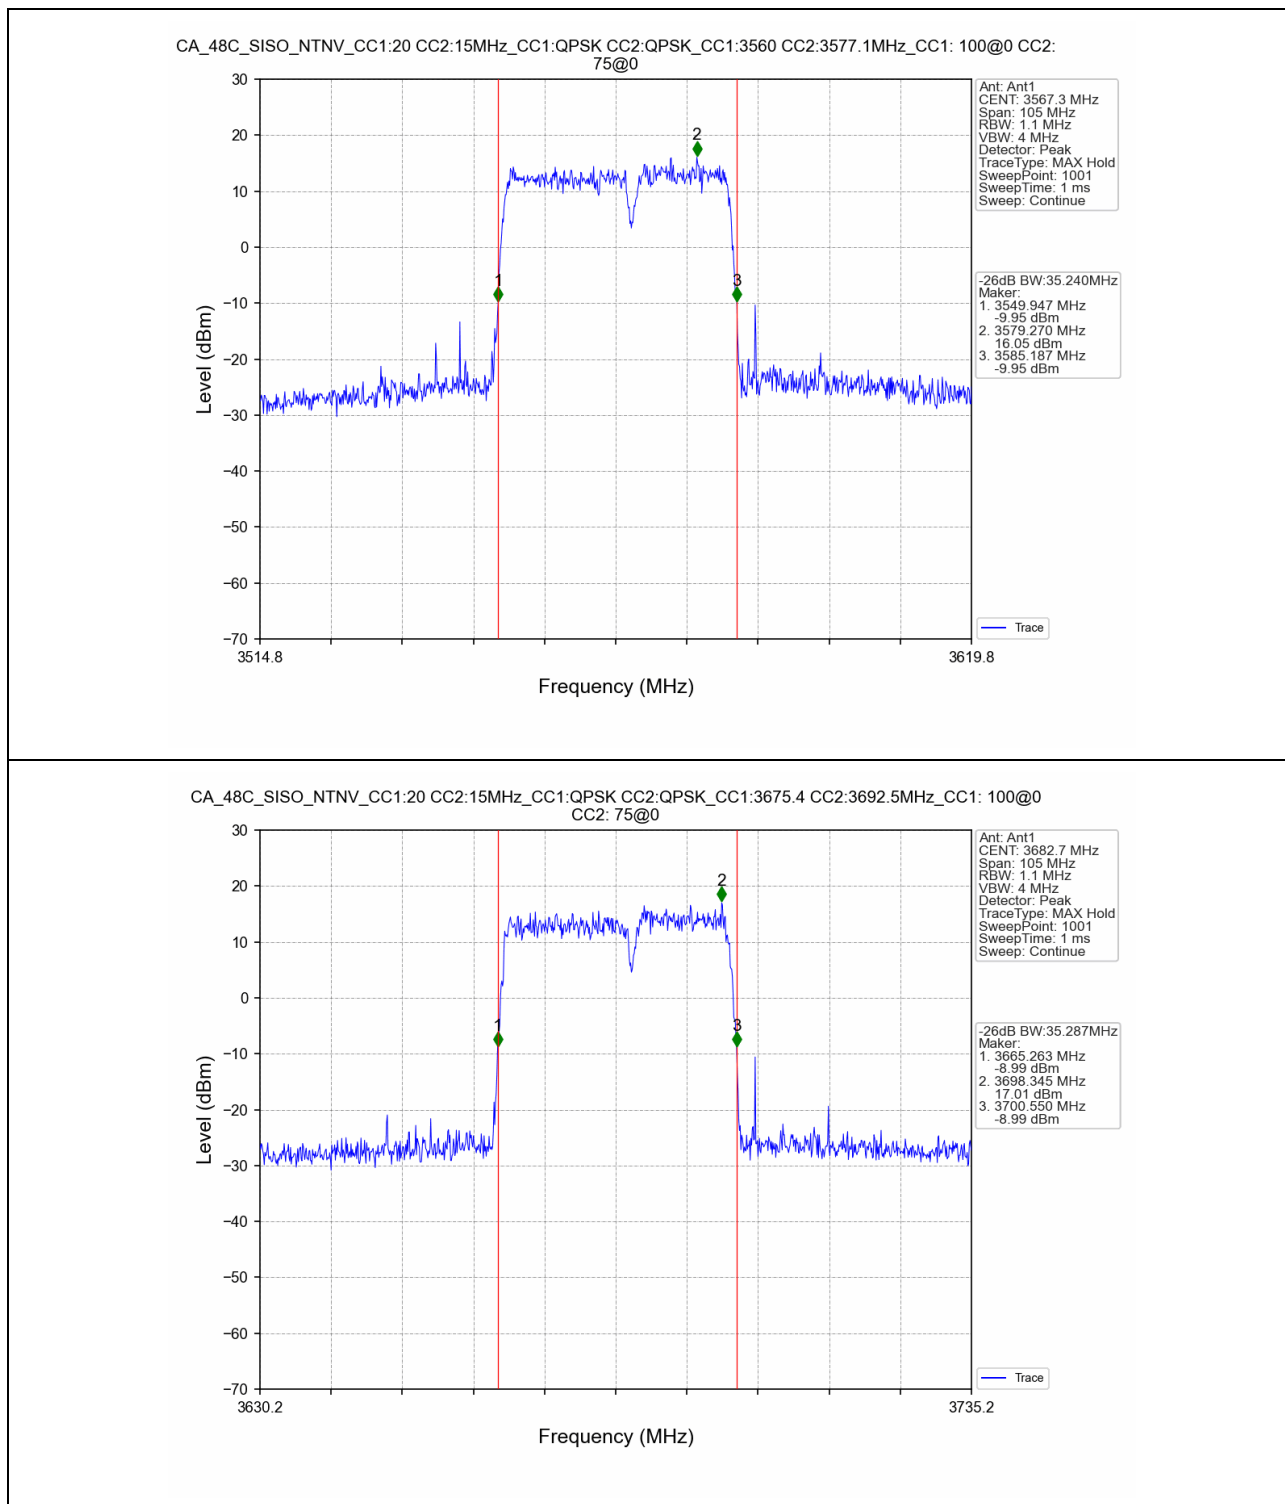 CA_48C_SISO_NTNV_CC1:20 CC2:15MHz_CC1:QPSK CC2:QPSK_CC1:3560 CC2:3577.1MHz_CC1: 100@0 CC2:
75@0
30
20
10
0
−10
−20
−30
−40
−50
−60
−70
Level (dBm)
3514.8
3619.8
Frequency (MHz)
1
2
3
Ant: Ant1
CENT: 3567.3 MHz
Span: 105 MHz
RBW: 1.1 MHz
VBW: 4 MHz
Detector: Peak
TraceType: MAX Hold
SweepPoint: 1001
SweepTime: 1 ms
Sweep: Continue
-26dB BW:35.240MHz
Maker:
1. 3549.947 MHz
-9.95 dBm
2. 3579.270 MHz
16.05 dBm
3. 3585.187 MHz
-9.95 dBm
Trace
CA_48C_SISO_NTNV_CC1:20 CC2:15MHz_CC1:QPSK CC2:QPSK_CC1:3675.4 CC2:3692.5MHz_CC1: 100@0
CC2: 75@0
30
20
10
0
−10
−20
−30
−40
−50
−60
−70
Level (dBm)
3630.2
3735.2
Frequency (MHz)
1
2
3
Ant: Ant1
CENT: 3682.7 MHz
Span: 105 MHz
RBW: 1.1 MHz
VBW: 4 MHz
Detector: Peak
TraceType: MAX Hold
SweepPoint: 1001
SweepTime: 1 ms
Sweep: Continue
-26dB BW:35.287MHz
Maker:
1. 3665.263 MHz
-8.99 dBm
2. 3698.345 MHz
17.01 dBm
3. 3700.550 MHz
-8.99 dBm
Trace